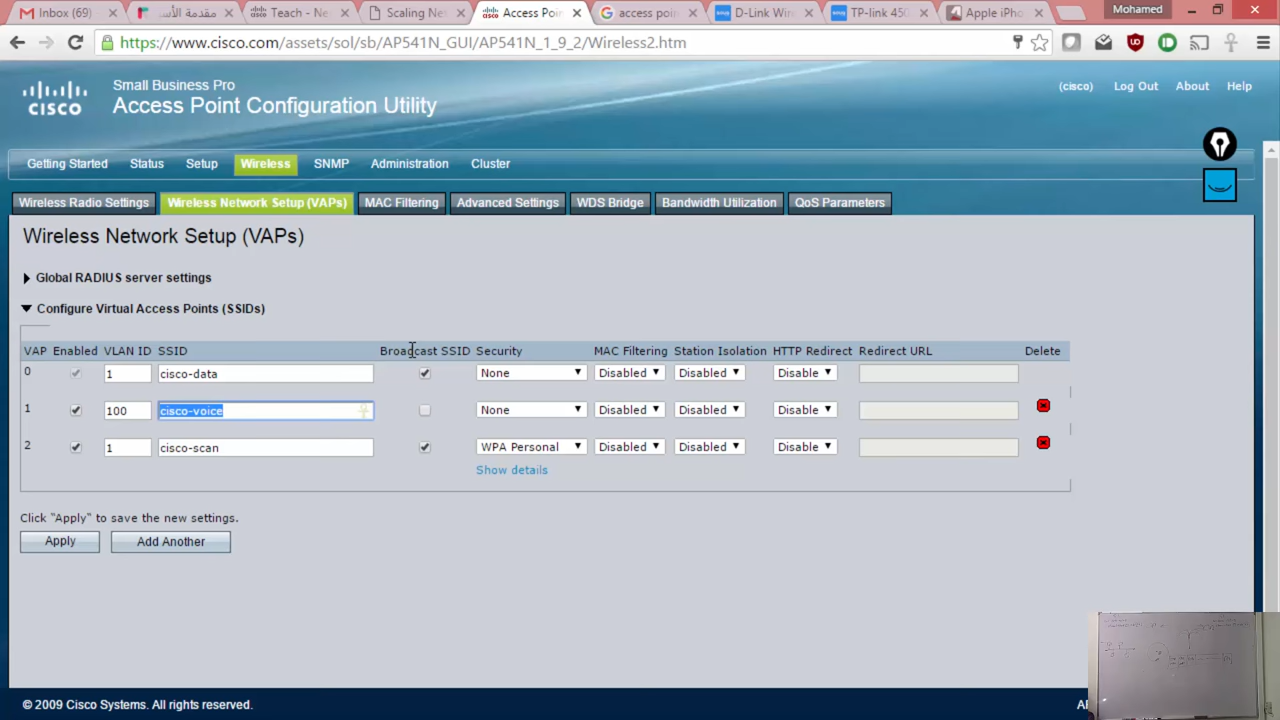 Inbox (69) × مقدمة الأسـ × Teach - Ne × Scaling Net × Access Poin × access poin × D-Link Wire × TP-link 450 × Apple iPho × Mohamed
https://www.cisco.com/assets/sol/sb/AP541N_GUI/AP541N_1_9_2/Wireless2.htm
CISCO Small Business Pro (cisco) Log Out About Help
Access Point Configuration Utility
Getting Started Status Setup Wireless SNMP Administration Cluster
Wireless Radio Settings Wireless Network Setup (VAPs) MAC Filtering Advanced Settings WDS Bridge Bandwidth Utilization QoS Parameters
Wireless Network Setup (VAPs)
Global RADIUS server settings
Configure Virtual Access Points (SSIDs)
VAP Enabled VLAN ID SSID Broadcast SSID Security MAC Filtering Station Isolation HTTP Redirect Redirect URL Delete
0 1 cisco-data None Disabled Disabled Disable
1 100 cisco-voice None Disabled Disabled Disable
2 1 cisco-scan WPA Personal Disabled Disabled Disable
Show details
Click "Apply" to save the new settings.
Apply Add Another
© 2009 Cisco Systems. All rights reserved.